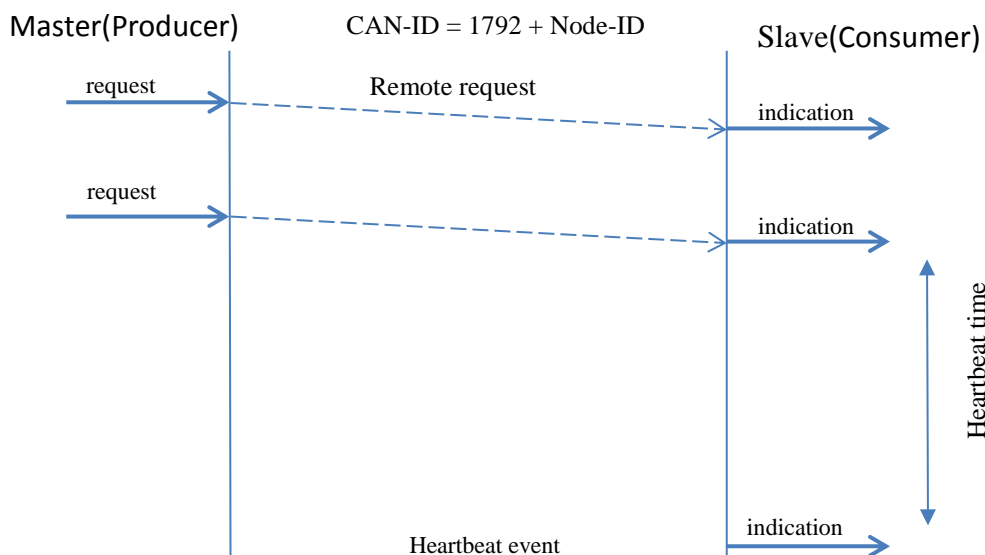 Master(Producer)
CAN-ID = 1792 + Node-ID
Slave(Consumer)
request
Remote request
indication
request
indication
Heartbeat time
indication
Heartbeat event